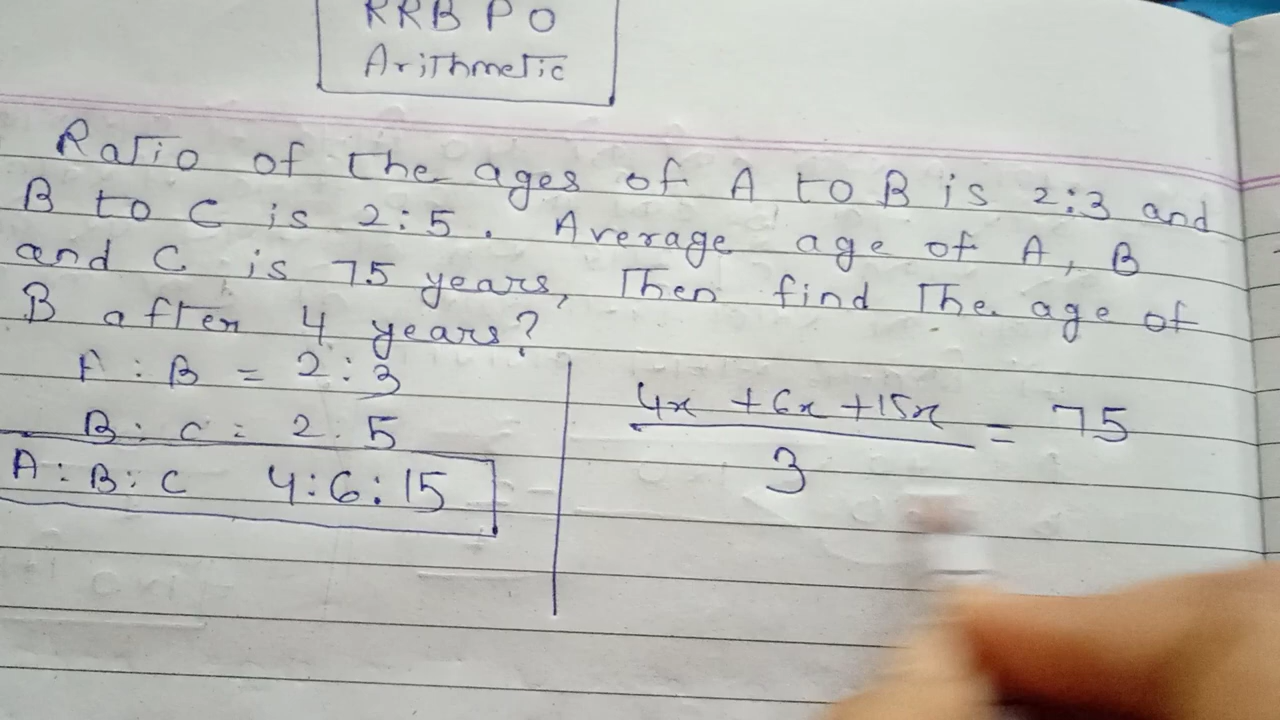 RRB PO
Arithmetic
Ratio of the ages of A to B is 2:3 and
B to C is 2:5. Average age of A, B
and C is 75 years, Then find The age of
B after 4 years?
A : B = 2:3
B: C = 2:5
A:B:C 4:6:15
4x +6x +15x = 75
3